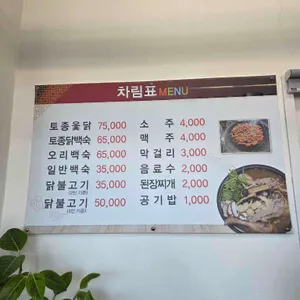 차림표 MENU
토종옻닭 75,000
토종닭백숙 65,000
오리백숙 65,000
일반백숙 35,000
닭불고기 35,000
닭불고기 50,000
소 주 4,000
맥 주 4,000
막걸리 3,000
음료수 2,000
된장찌개 2,000
공기밥 1,000